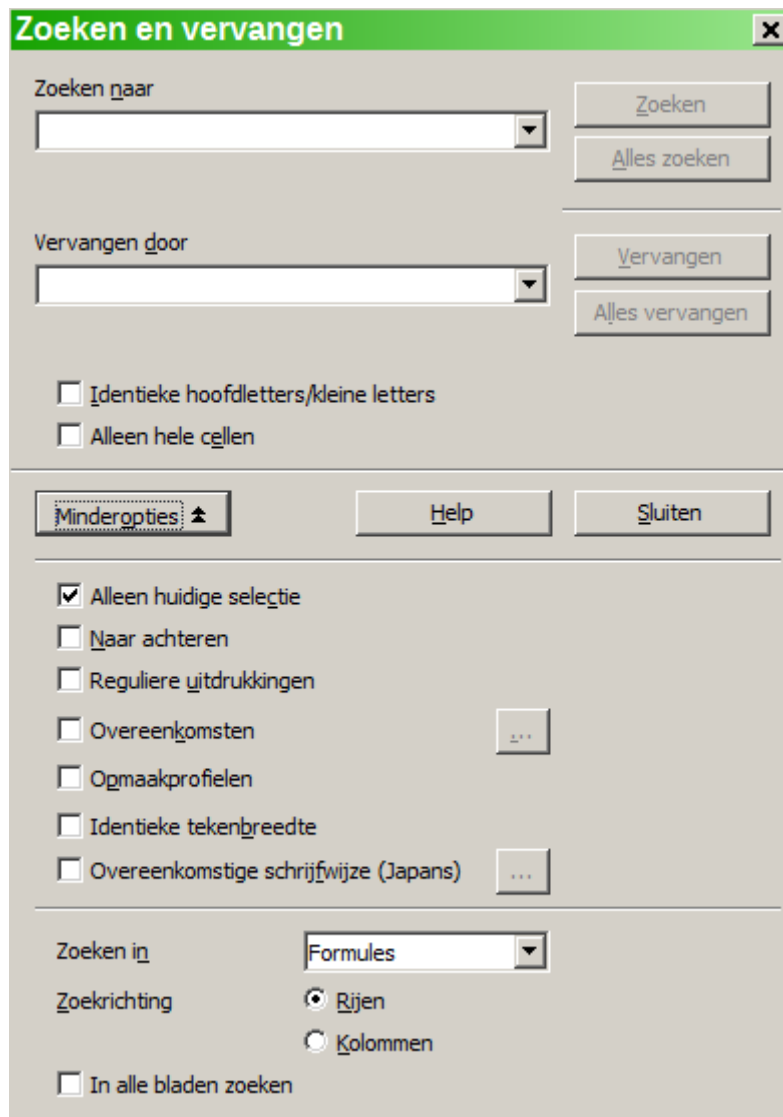 Zoeken en vervangen
Zoeken naar
Zoeken
Alles zoeken
Vervangen door
Vervangen
Alles vervangen
Identieke hoofdletters/kleine letters
Alleen hele cellen
Minderopties
Help
Sluiten
Alleen huidige selectie
Naar achteren
Reguliere uitdrukkingen
Overeenkomsten
...
Opmaakprofielen
Identieke tekenbreedte
Overeenkomstige schrijfwijze (Japans)
...
Zoeken in
Formules
Zoekrichting
Rijen
Kolommen
In alle bladen zoeken